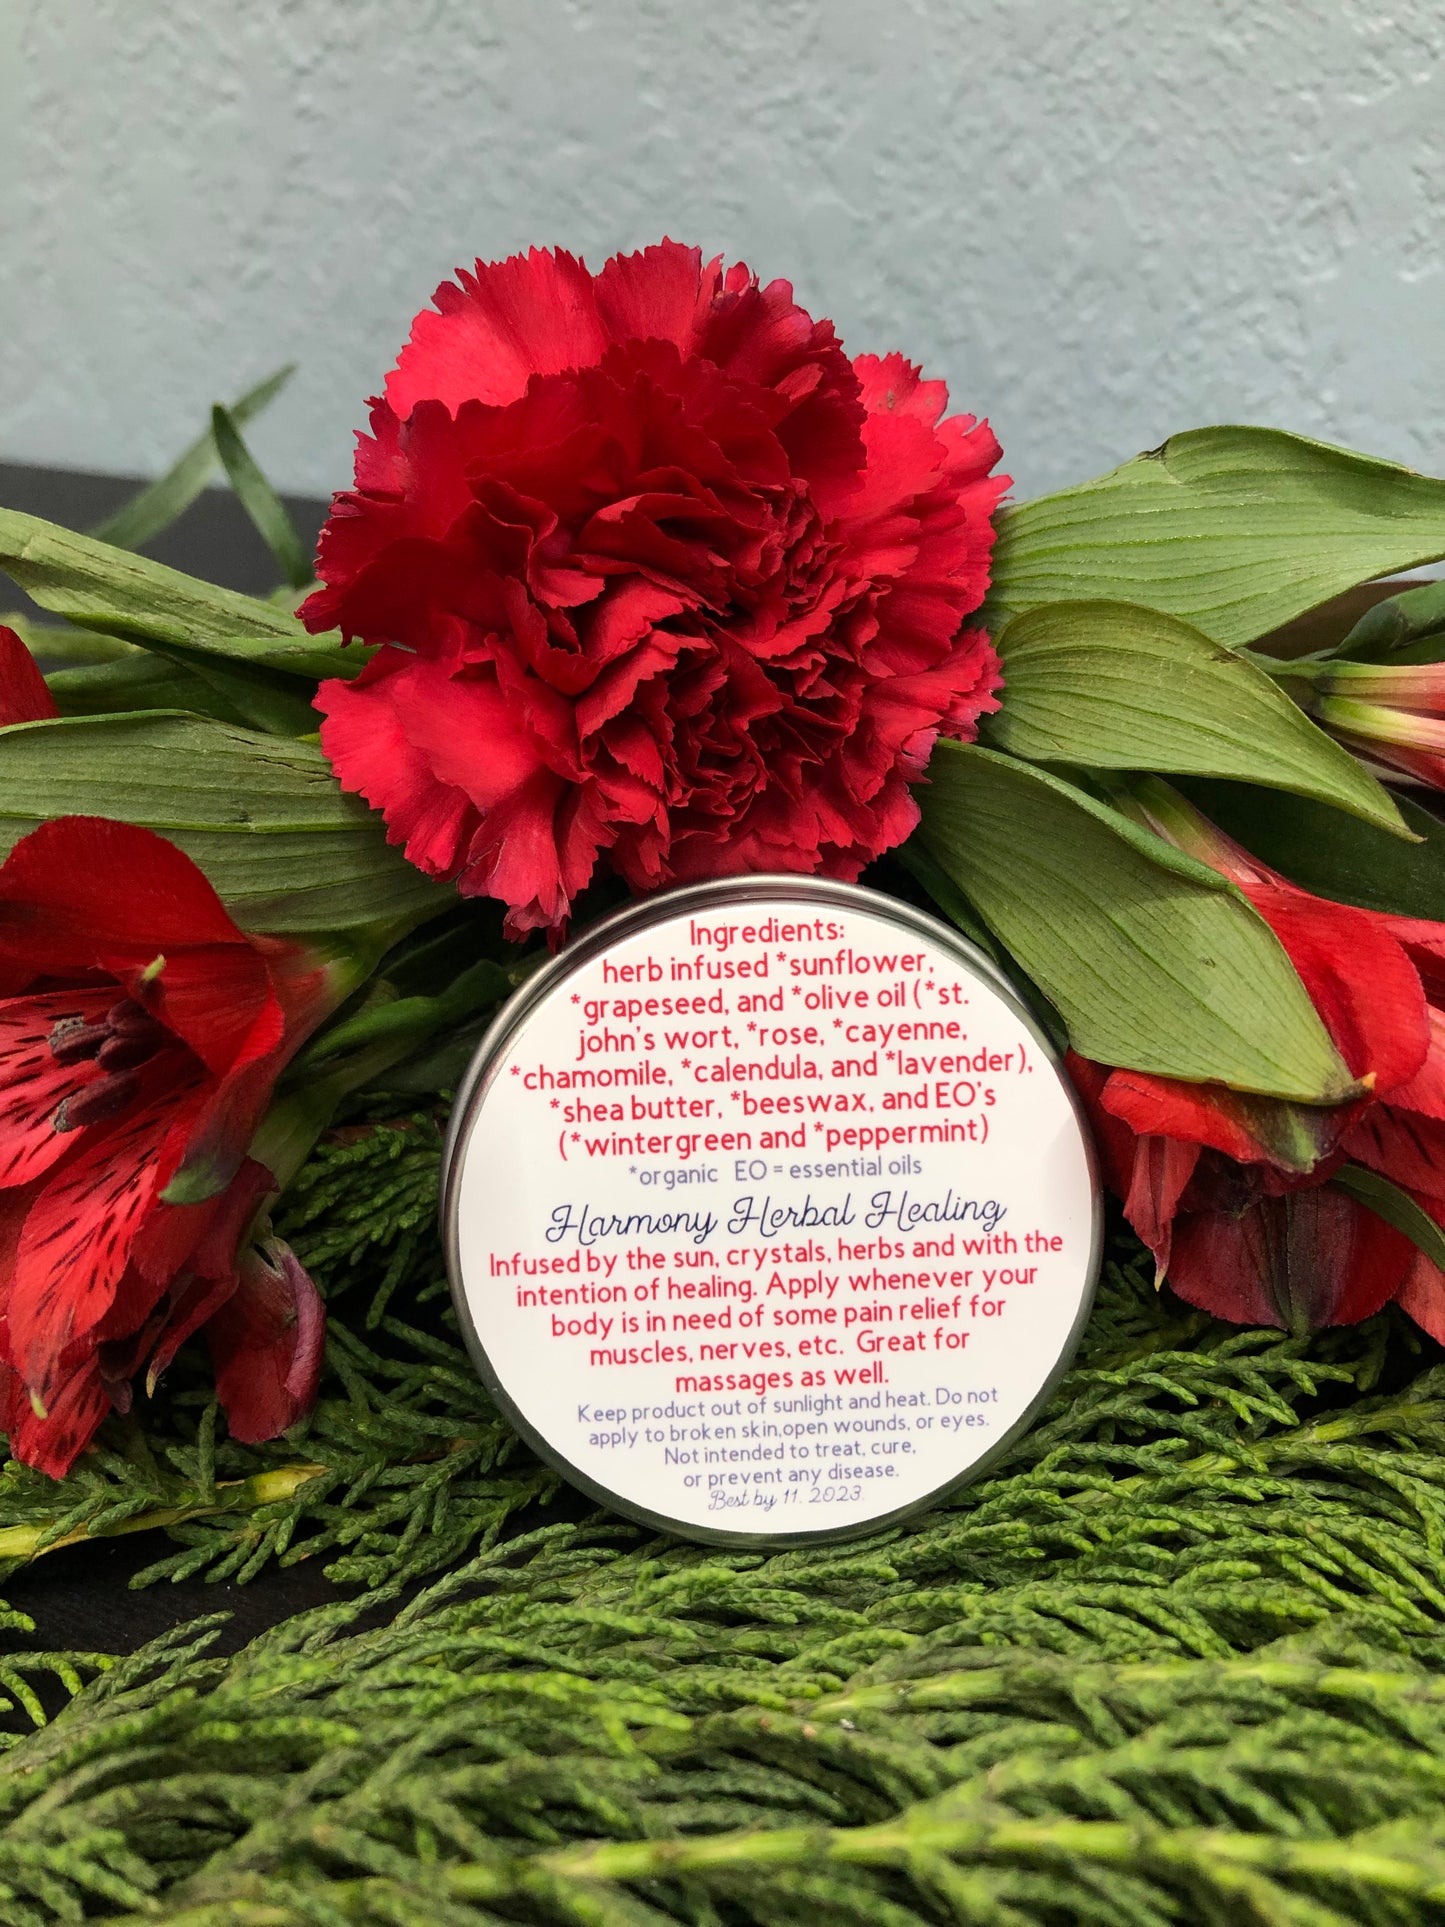 Ingredients:
herb infused *sunflower,
*grapeseed, and *olive oil (*st.
john's wort, *rose, *cayenne,
*chamomile, *calendula, and *lavender),
*shea butter, *beeswax, and EO's
(*wintergreen and *peppermint)
*organic EO = essential oils
Harmony Herbal Healing
Infused by the sun, crystals, herbs and with the
intention of healing. Apply whenever your
body is in need of some pain relief for
muscles, nerves, etc. Great for
massages as well.
Keep product out of sunlight and heat. Do not
apply to broken skin,open wounds, or eyes.
Not intended to treat, cure,
or prevent any disease.
Best by 11. 2023.